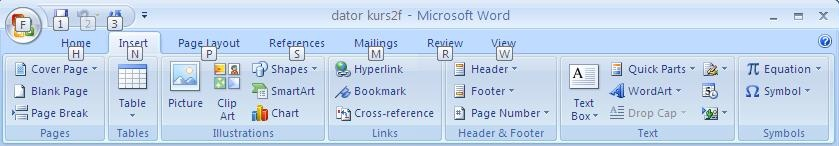 dator kurs2f - Microsoft Word
F 1 2 3
Home Insert Page Layout References Mailings Review View
H N P S M R W
Cover Page Blank Page Page Break
Pages
Table
Tables
Picture Clip Art Shapes SmartArt Chart
Illustrations
Hyperlink Bookmark Cross-reference
Links
Header Footer Page Number
Header & Footer
Text Box Quick Parts WordArt Drop Cap
Text
Equation Symbol
Symbols